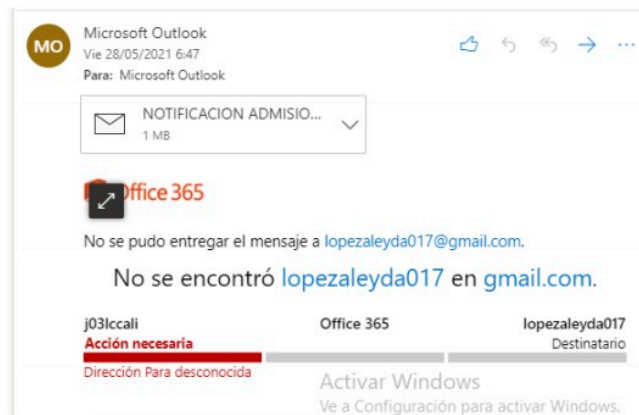 MO
Microsoft Outlook
Vie 28/05/2021 6:47
Para: Microsoft Outlook
NOTIFICACION ADMISIO...
1 MB
Office 365
No se pudo entregar el mensaje a lopezaleyda017@gmail.com.
No se encontró lopezaleyda017 en gmail.com.
j03lccali Office 365 lopezaleyda017
Acción necesaria Destinatario
Dirección Para desconocida
Activar Windows
Ve a Configuración para activar Windows.